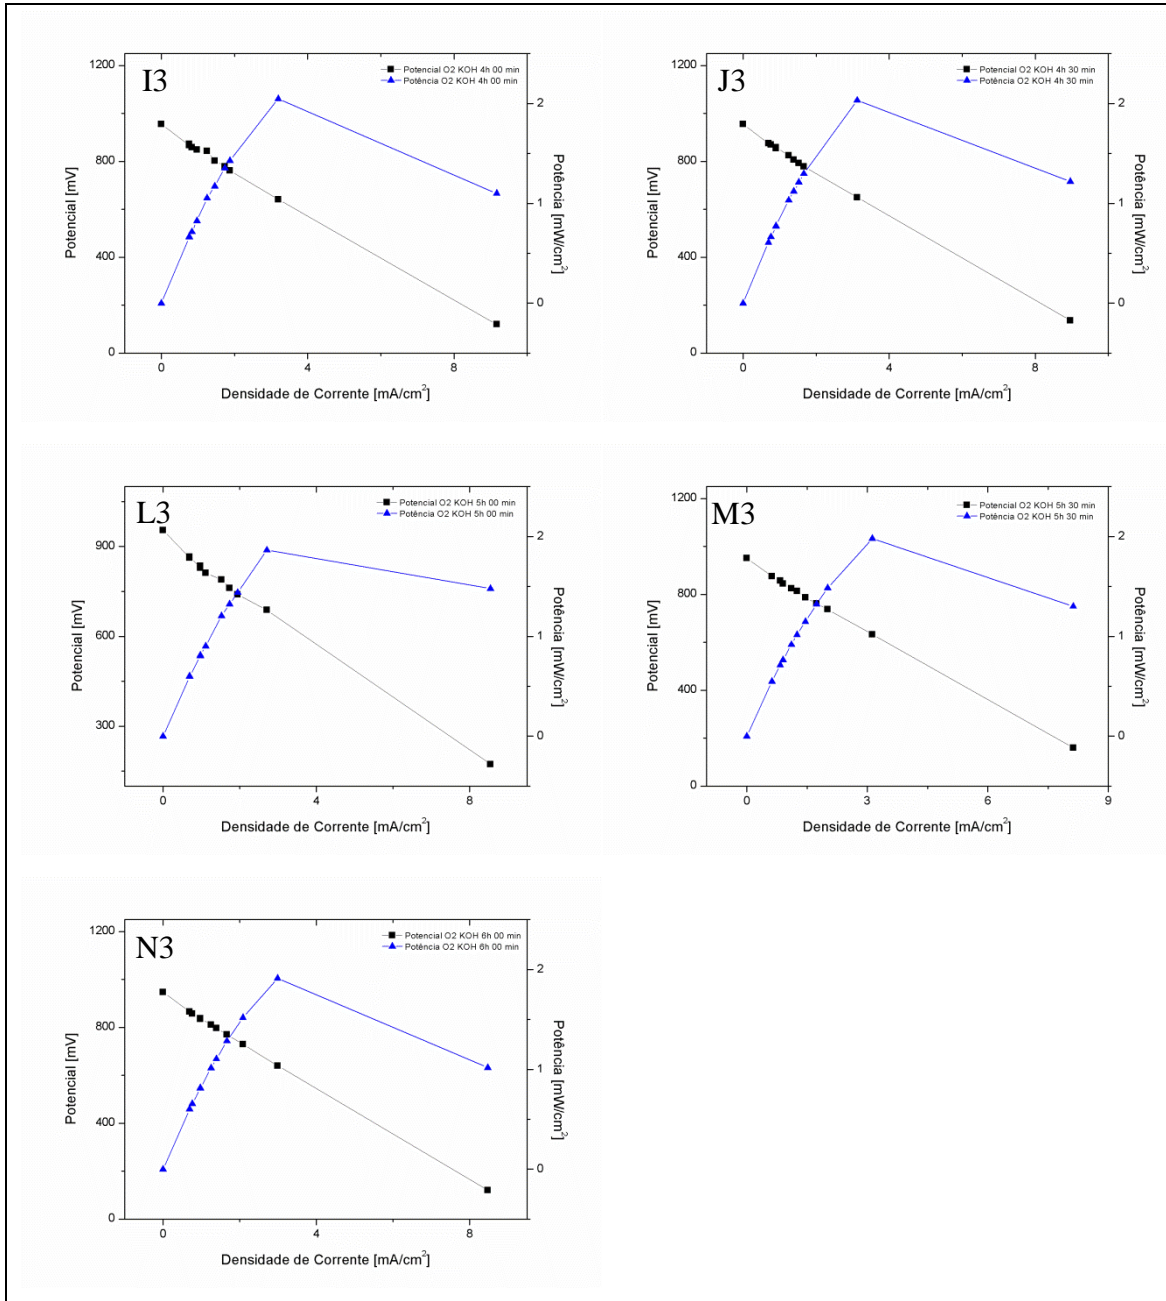 I3
Potencial O2 KOH 4h 00 min
Potência O2 KOH 4h 00 min
1200
800
400
0
Potencial [mV]
2
1
0
Potência [mW/cm²]
0 4 8
Densidade de Corrente [mA/cm²]
J3
Potencial O2 KOH 4h 30 min
Potência O2 KOH 4h 30 min
1200
800
400
0
Potencial [mV]
2
1
0
Potência [mW/cm²]
0 4 8
Densidade de Corrente [mA/cm²]
L3
Potencial O2 KOH 5h 00 min
Potência O2 KOH 5h 00 min
900
600
300
Potencial [mV]
2
1
0
Potência [mW/cm²]
0 4 8
Densidade de Corrente [mA/cm²]
M3
Potencial O2 KOH 5h 30 min
Potência O2 KOH 5h 30 min
1200
800
400
0
Potencial [mV]
2
1
0
Potência [mW/cm²]
0 3 6 9
Densidade de Corrente [mA/cm²]
N3
Potencial O2 KOH 6h 00 min
Potência O2 KOH 6h 00 min
1200
800
400
0
Potencial [mV]
2
1
0
Potência [mW/cm²]
0 4 8
Densidade de Corrente [mA/cm²]